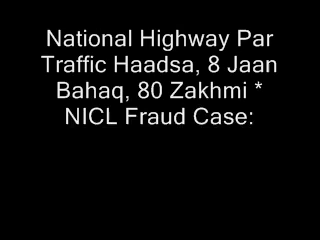 National Highway Par
Traffic Haadsa, 8 Jaan
Bahaq, 80 Zakhmi *
NICL Fraud Case: